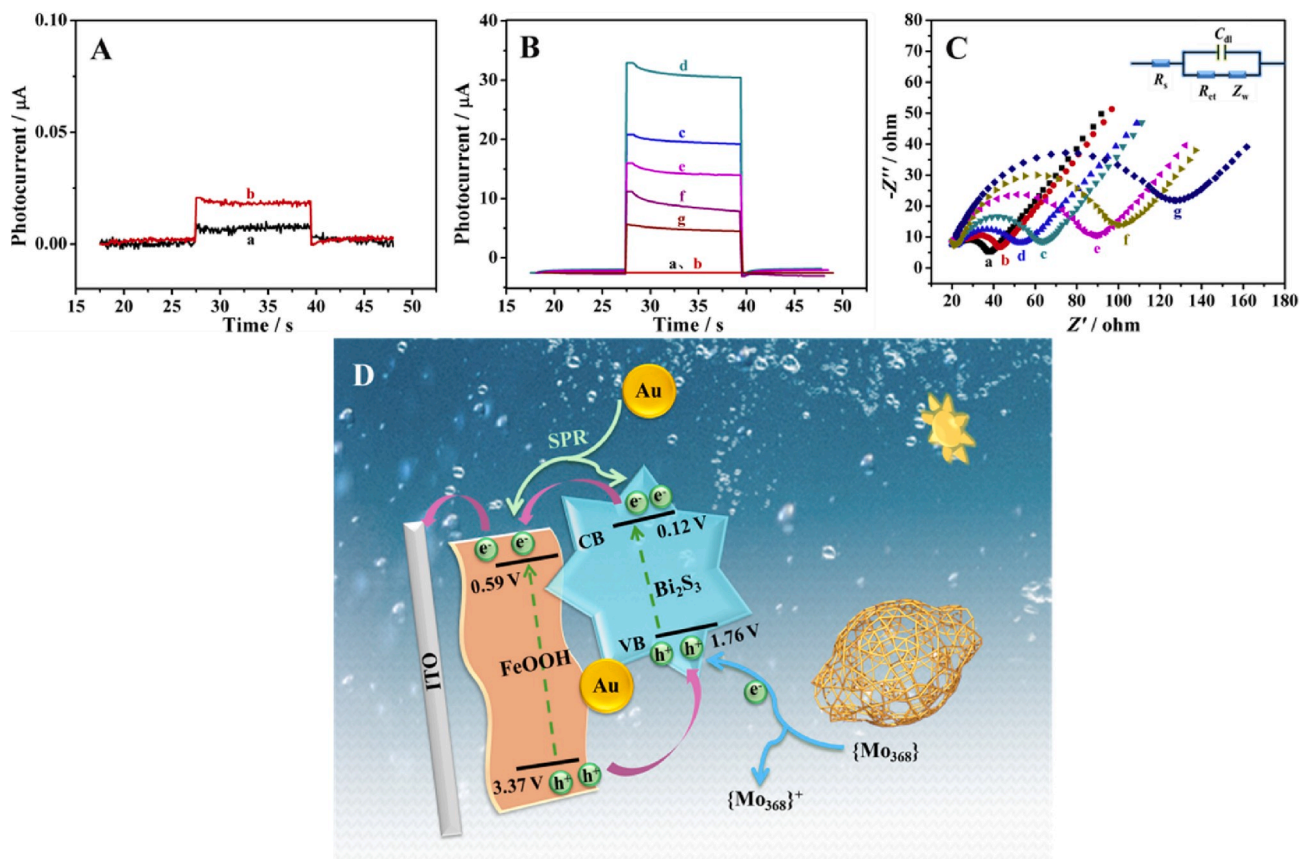 A
0.10
0.05
0.00
Photocurrent / μA
b
a
15 20 25 30 35 40 45 50
Time / s
B
40
30
20
10
0
Photocurrent / μA
d
c
e
f
g
a、b
15 20 25 30 35 40 45 50
Time / s
C
80
70
60
50
40
30
20
10
0
-5
-Z'' / ohm
Cdl
Rs
Ret Zw
a b d c e f g
20 40 60 80 100 120 140 160 180
Z' / ohm
D
Au
SPR
e- e-
CB 0.12 V
e- e-
0.59 V
Bi2S3
VB 1.76 V
h+ h+
ITO
FeOOH
Au
e-
{Mo368}
3.37 V
h+ h+
{Mo368}+